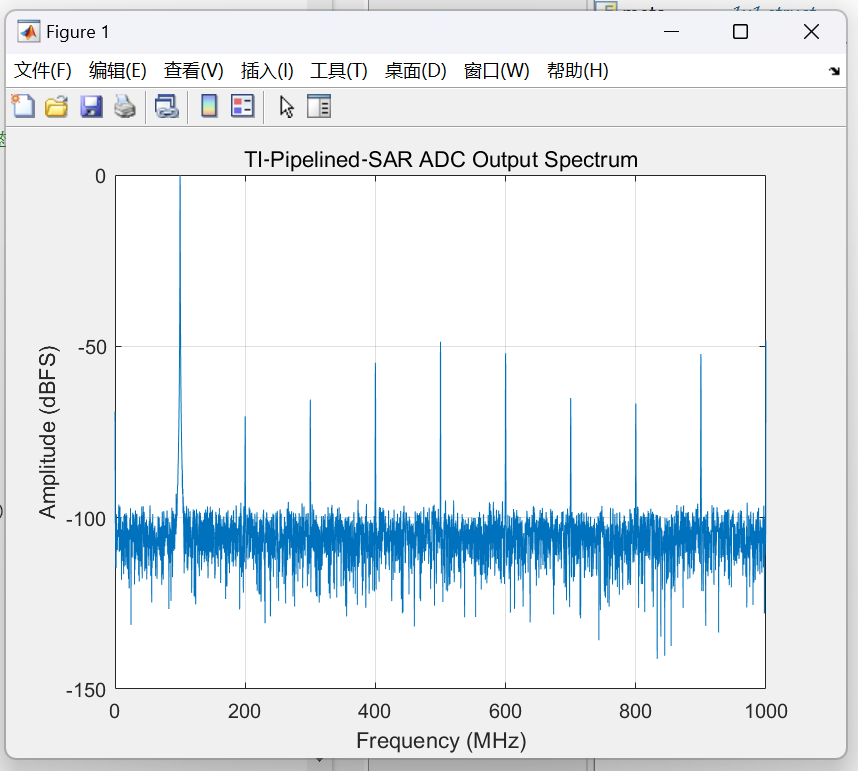 Figure 1
文件(F) 编辑(E) 查看(V) 插入(I) 工具(T) 桌面(D) 窗口(W) 帮助(H)
TI-Pipelined-SAR ADC Output Spectrum
Amplitude (dBFS)
0
-50
-100
-150
0 200 400 600 800 1000
Frequency (MHz)